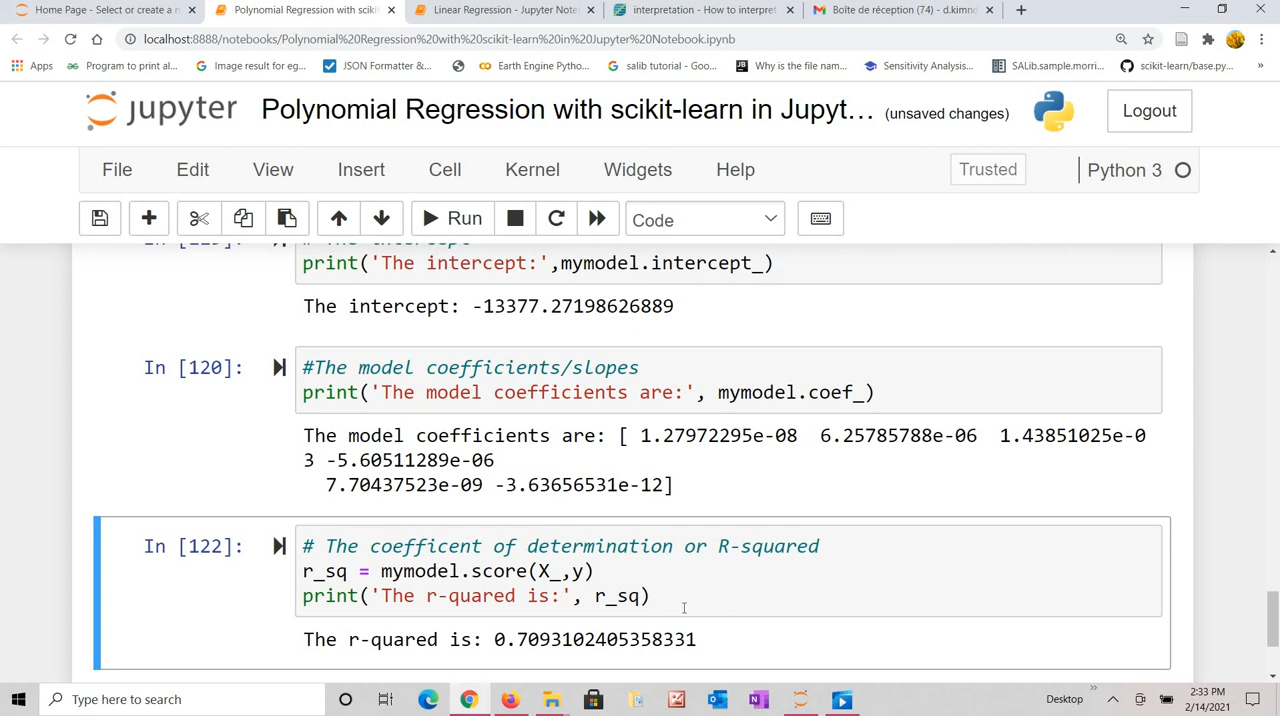 Home Page - Select or create a n
Polynomial Regression with scikit
Linear Regression - Jupyter Note
interpretation - How to interpret
Boîte de réception (74) - d.kimnd
localhost:8888/notebooks/Polynomial%20Regression%20with%20scikit-learn%20in%20Jupyter%20Notebook.ipynb
Apps
Program to print al...
Image result for eg...
JSON Formatter &...
Earth Engine Pytho...
salib tutorial - Goo...
Why is the file nam...
Sensitivity Analysis...
SALib.sample.morri...
scikit-learn/base.py...
»
jupyter Polynomial Regression with scikit-learn in Jupyt... (unsaved changes)
Logout
File Edit View Insert Cell Kernel Widgets Help
Trusted
Python 3
Run
Code
print('The intercept:',mymodel.intercept_)
The intercept: -13377.27198626889
In [120]:
#The model coefficients/slopes
print('The model coefficients are:', mymodel.coef_)
The model coefficients are: [ 1.27972295e-08 6.25785788e-06 1.43851025e-0
3 -5.60511289e-06
7.70437523e-09 -3.63656531e-12]
In [122]:
# The coefficent of determination or R-squared
r_sq = mymodel.score(X_,y)
print('The r-quared is:', r_sq)
The r-quared is: 0.7093102405358331
Type here to search
Desktop
»
2:33 PM
2/14/2021